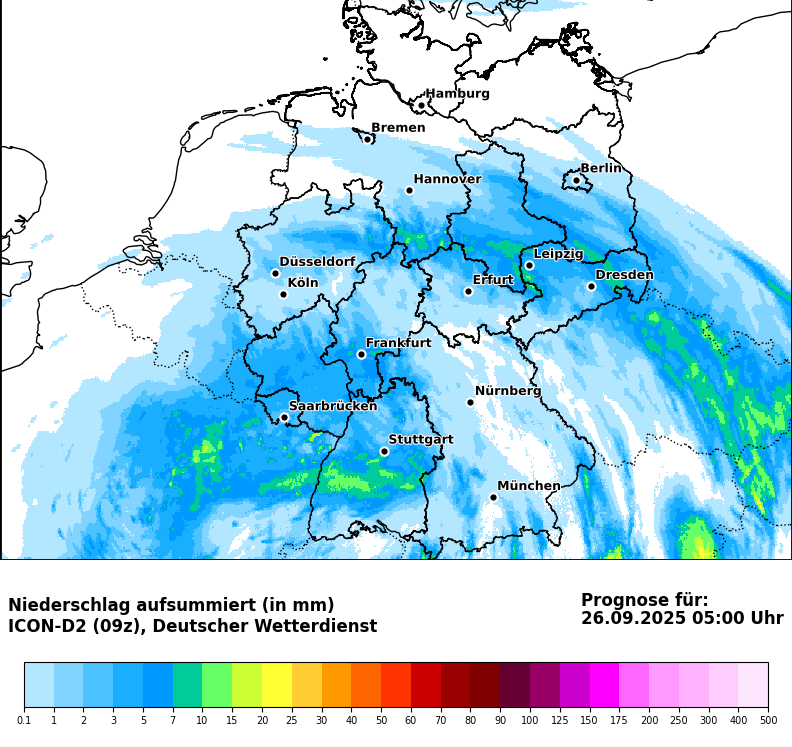 Hamburg
Bremen
Berlin
Hannover
Leipzig
Düsseldorf
Dresden
Köln
Erfurt
Frankfurt
Nürnberg
Saarbrücken
Stuttgart
München
Niederschlag aufsummiert (in mm)
ICON-D2 (09z), Deutscher Wetterdienst
Prognose für:
26.09.2025 05:00 Uhr
0.1 1 2 3 5 7 10 15 20 25 30 40 50 60 70 80 90 100 125 150 175 200 250 300 400 500